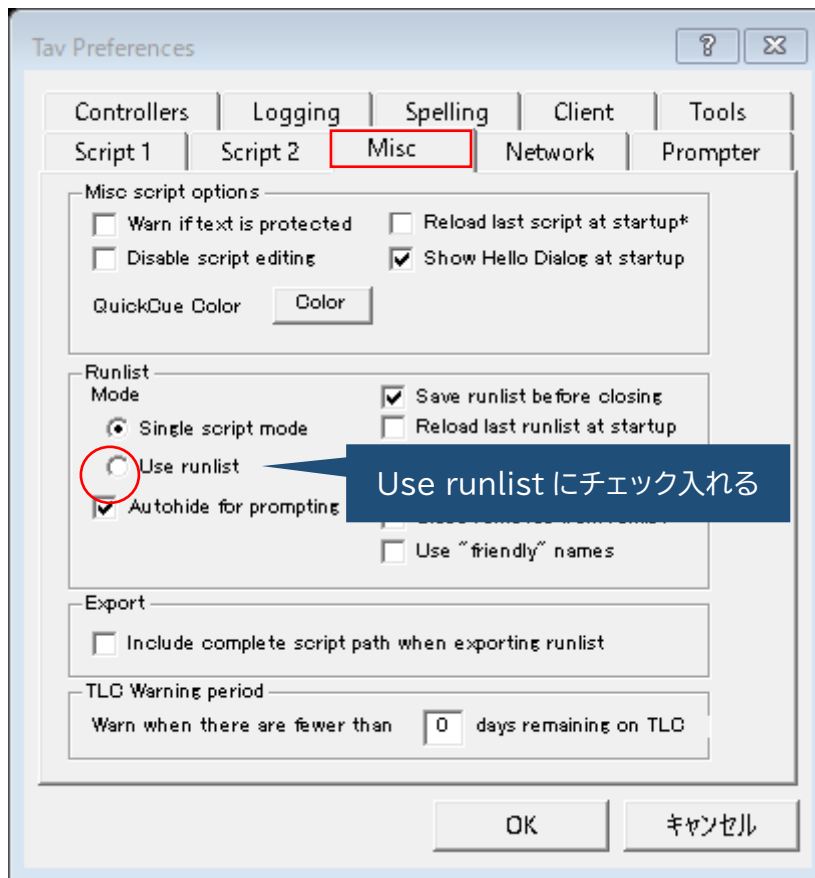 Tav Preferences
Controllers Logging Spelling Client Tools
Script 1 Script 2 Misc Network Prompter
Misc script options
Warn if text is protected Reload last script at startup*
Disable script editing Show Hello Dialog at startup
QuickCue Color Color
Runlist
Mode Save runlist before closing
Single script mode Reload last runlist at startup
Use runlist
Use runlist にチェック入れる
Autohide for prompting
Use "friendly" names
Export
Include complete script path when exporting runlist
TLC Warning period
Warn when there are fewer than 0 days remaining on TLC
OK キャンセル